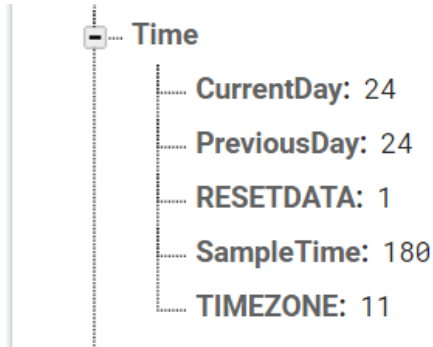 Time
CurrentDay: 24
PreviousDay: 24
RESETDATA: 1
SampleTime: 180
TIMEZONE: 11